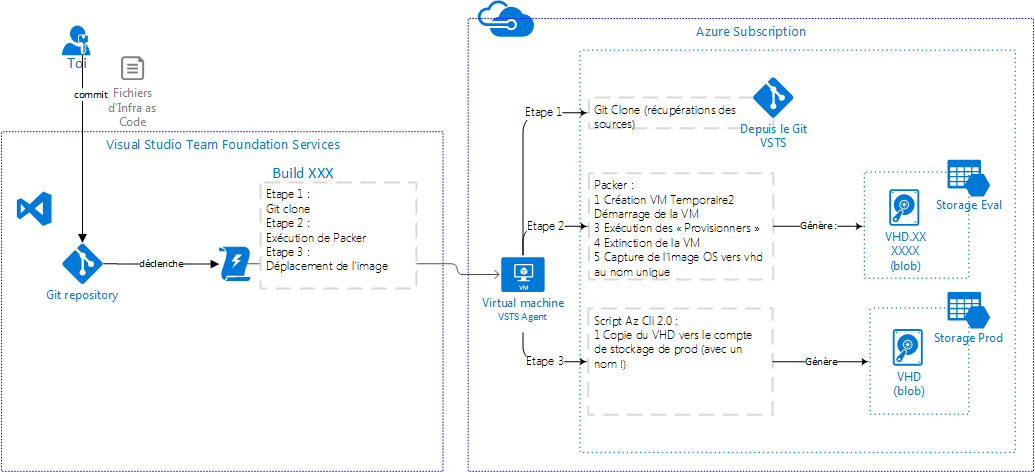 Toi
commit
Fichiers
d'Infra as
Code
Visual Studio Team Foundation Services
Build XXX
Etape 1 :
Git clone
Etape 2 :
Exécution de Packer
Etape 3 :
Déplacement de l'image
Git repository
déclenche
Azure Subscription
VM
Virtual machine
VSTS Agent
Etape 1
Git Clone (récupérations des
sources)
Depuis le Git
VSTS
Etape 2
Packer :
1 Création VM Temporaire2
Démarrage de la VM
3 Exécution des « Provisionners »
4 Extinction de la VM
5 Capture de l'image OS vers vhd
au nom unique
Génère :
Storage Eval
VHD.XX
XXXX
(blob)
Etape 3
Script Az Cli 2.0 :
1 Copie du VHD vers le compte
de stockage de prod (avec un
nom !)
Génère
Storage Prod
VHD
(blob)